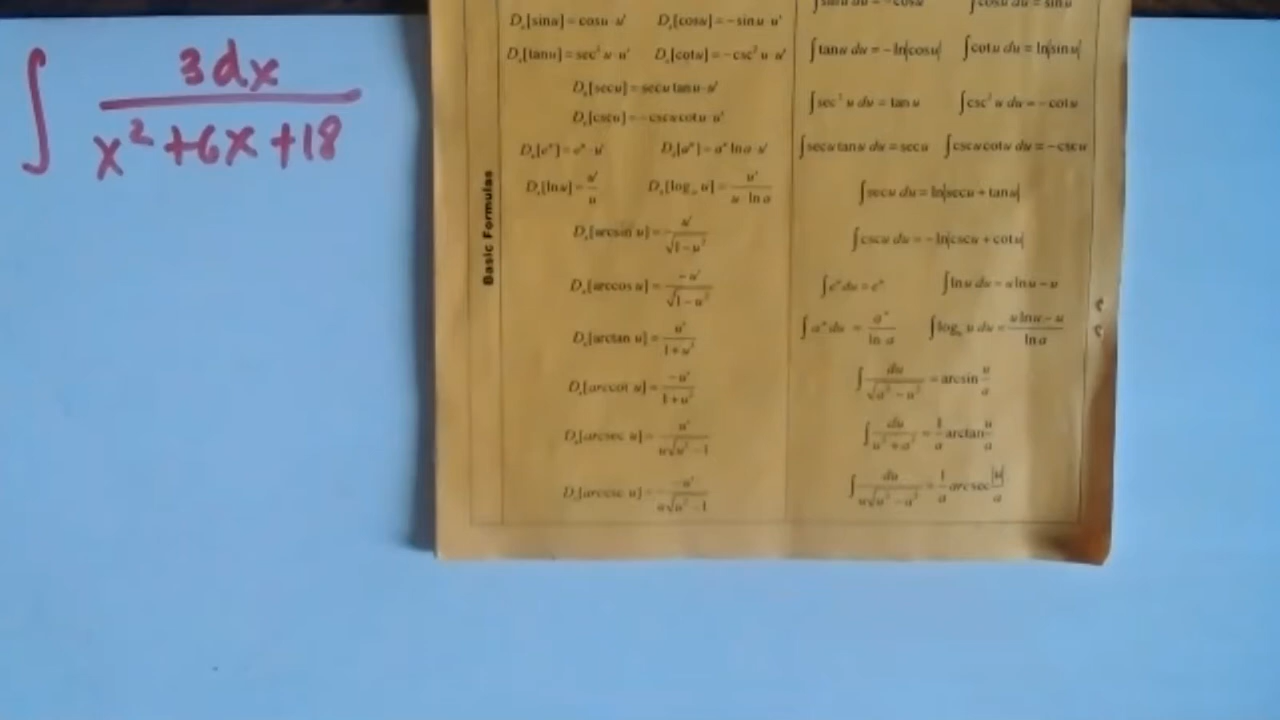 ∫ 3dx / x² + 6x + 18
Basic Formulas
Dₓ[sin u] = cos u · u′ Dₓ[cos u] = −sin u · u′
Dₓ[tan u] = sec² u · u′ Dₓ[cot u] = −csc² u · u′
Dₓ[sec u] = sec u tan u · u′
Dₓ[csc u] = −csc u cot u · u′
Dₓ[eᵘ] = eᵘ · u′ Dₓ[aᵘ] = aᵘ ln a · u′
Dₓ[ln u] = u′/u Dₓ[logₐ u] = u′/(u ln a)
Dₓ[arcsin u] = u′/√(1 − u²)
Dₓ[arccos u] = −u′/√(1 − u²)
Dₓ[arctan u] = u′/(1 + u²)
Dₓ[arccot u] = −u′/(1 + u²)
Dₓ[arcsec u] = u′/(u√(u² − 1))
Dₓ[arccsc u] = −u′/(u√(u² − 1))
∫tan u du = −ln|cos u| ∫cot u du = ln|sin u|
∫sec² u du = tan u ∫csc² u du = −cot u
∫sec u tan u du = sec u ∫csc u cot u du = −csc u
∫sec u du = ln|sec u + tan u|
∫csc u du = −ln|csc u + cot u|
∫eᵘ du = eᵘ ∫ln u du = u ln u − u
∫aᵘ du = aᵘ/ln a ∫logₐ u du = (u ln u − u)/ln a
∫du/√(a² − u²) = arcsin u/a
∫du/(u² + a²) = 1/a arctan u/a
∫du/(u√(u² − a²)) = 1/a arcsec |u|/a